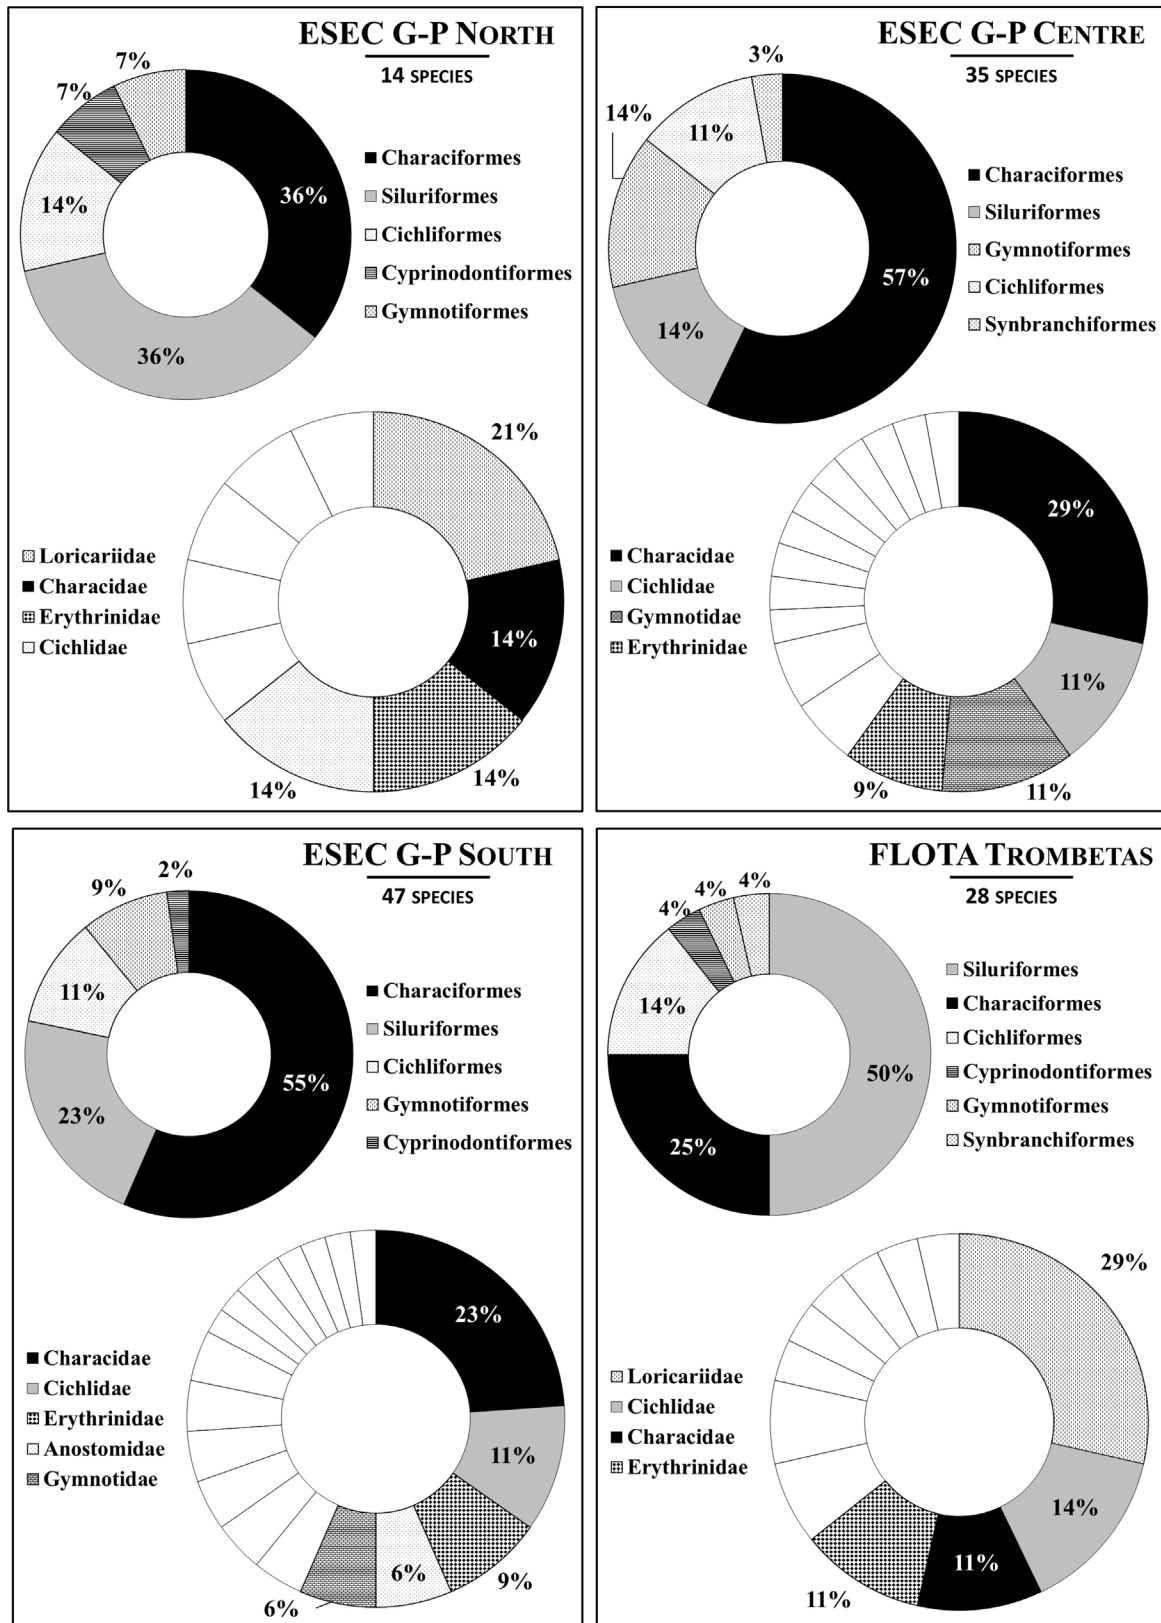 ESEC G-P NORTH
14 SPECIES
7%
7%
36%
14%
36%
Characiformes
Siluriformes
Cichliformes
Cyprinodontiformes
Gymnotiformes
21%
14%
14%
14%
Loricariidae
Characidae
Erythrinidae
Cichlidae
ESEC G-P CENTRE
35 SPECIES
3%
14%
11%
57%
14%
Characiformes
Siluriformes
Gymnotiformes
Cichliformes
Synbranchiformes
29%
11%
11%
9%
Characidae
Cichlidae
Gymnotidae
Erythrinidae
ESEC G-P SOUTH
47 SPECIES
2%
9%
11%
55%
23%
Characiformes
Siluriformes
Cichliformes
Gymnotiformes
Cyprinodontiformes
23%
11%
9%
6%
6%
Characidae
Cichlidae
Erythrinidae
Anostomidae
Gymnotidae
FLOTA TROMBETAS
28 SPECIES
4%
4%
4%
14%
50%
25%
Siluriformes
Characiformes
Cichliformes
Cyprinodontiformes
Gymnotiformes
Synbranchiformes
29%
14%
11%
11%
Loricariidae
Cichlidae
Characidae
Erythrinidae